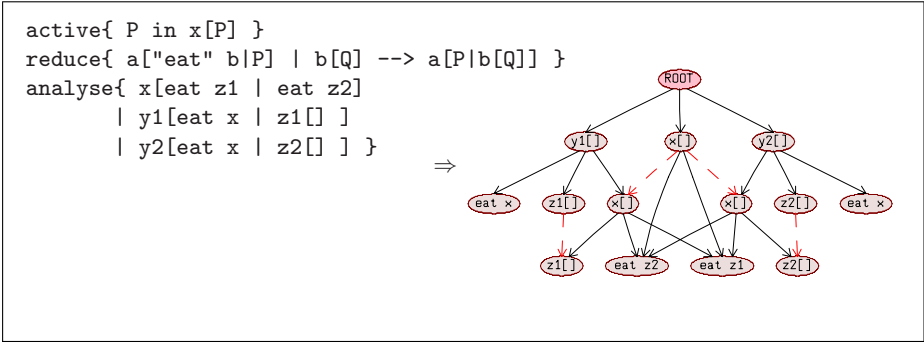 active{ P in x[P] }
reduce{ a["eat" b|P] | b[Q] --> a[P|b[Q]] }
analyse{ x[eat z1 | eat z2]
| y1[eat x | z1[] ]
| y2[eat x | z2[] ] }
⇒
ROOT
y1[] x[] y2[]
eat x z1[] x[] x[] z2[] eat x
z1[] eat z2 eat z1 z2[]